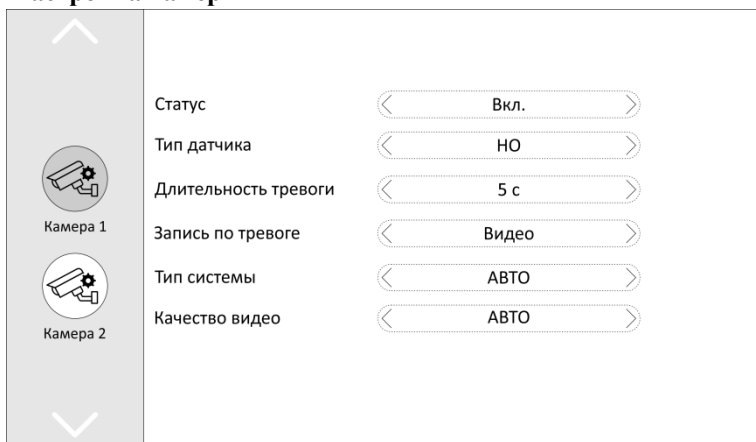 Статус
Вкл.
Тип датчика
НО
Длительность тревоги
5 с
Запись по тревоге
Видео
Тип системы
АВТО
Качество видео
АВТО
Камера 1
Камера 2